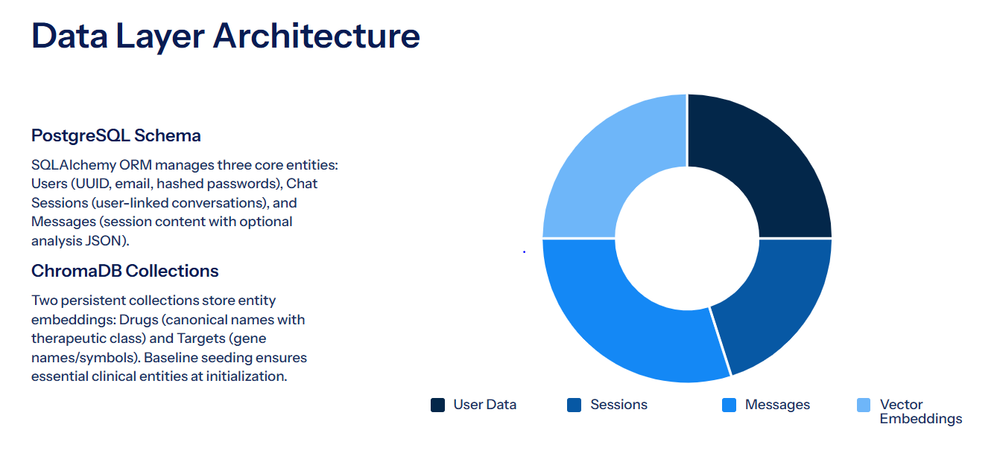 Data Layer Architecture
PostgreSQL Schema
SQLAlchemy ORM manages three core entities:
Users (UUID, email, hashed passwords), Chat
Sessions (user-linked conversations), and
Messages (session content with optional
analysis JSON).
ChromaDB Collections
Two persistent collections store entity
embeddings: Drugs (canonical names with
therapeutic class) and Targets (gene
names/symbols). Baseline seeding ensures
essential clinical entities at initialization.
User Data
Sessions
Messages
Vector
Embeddings